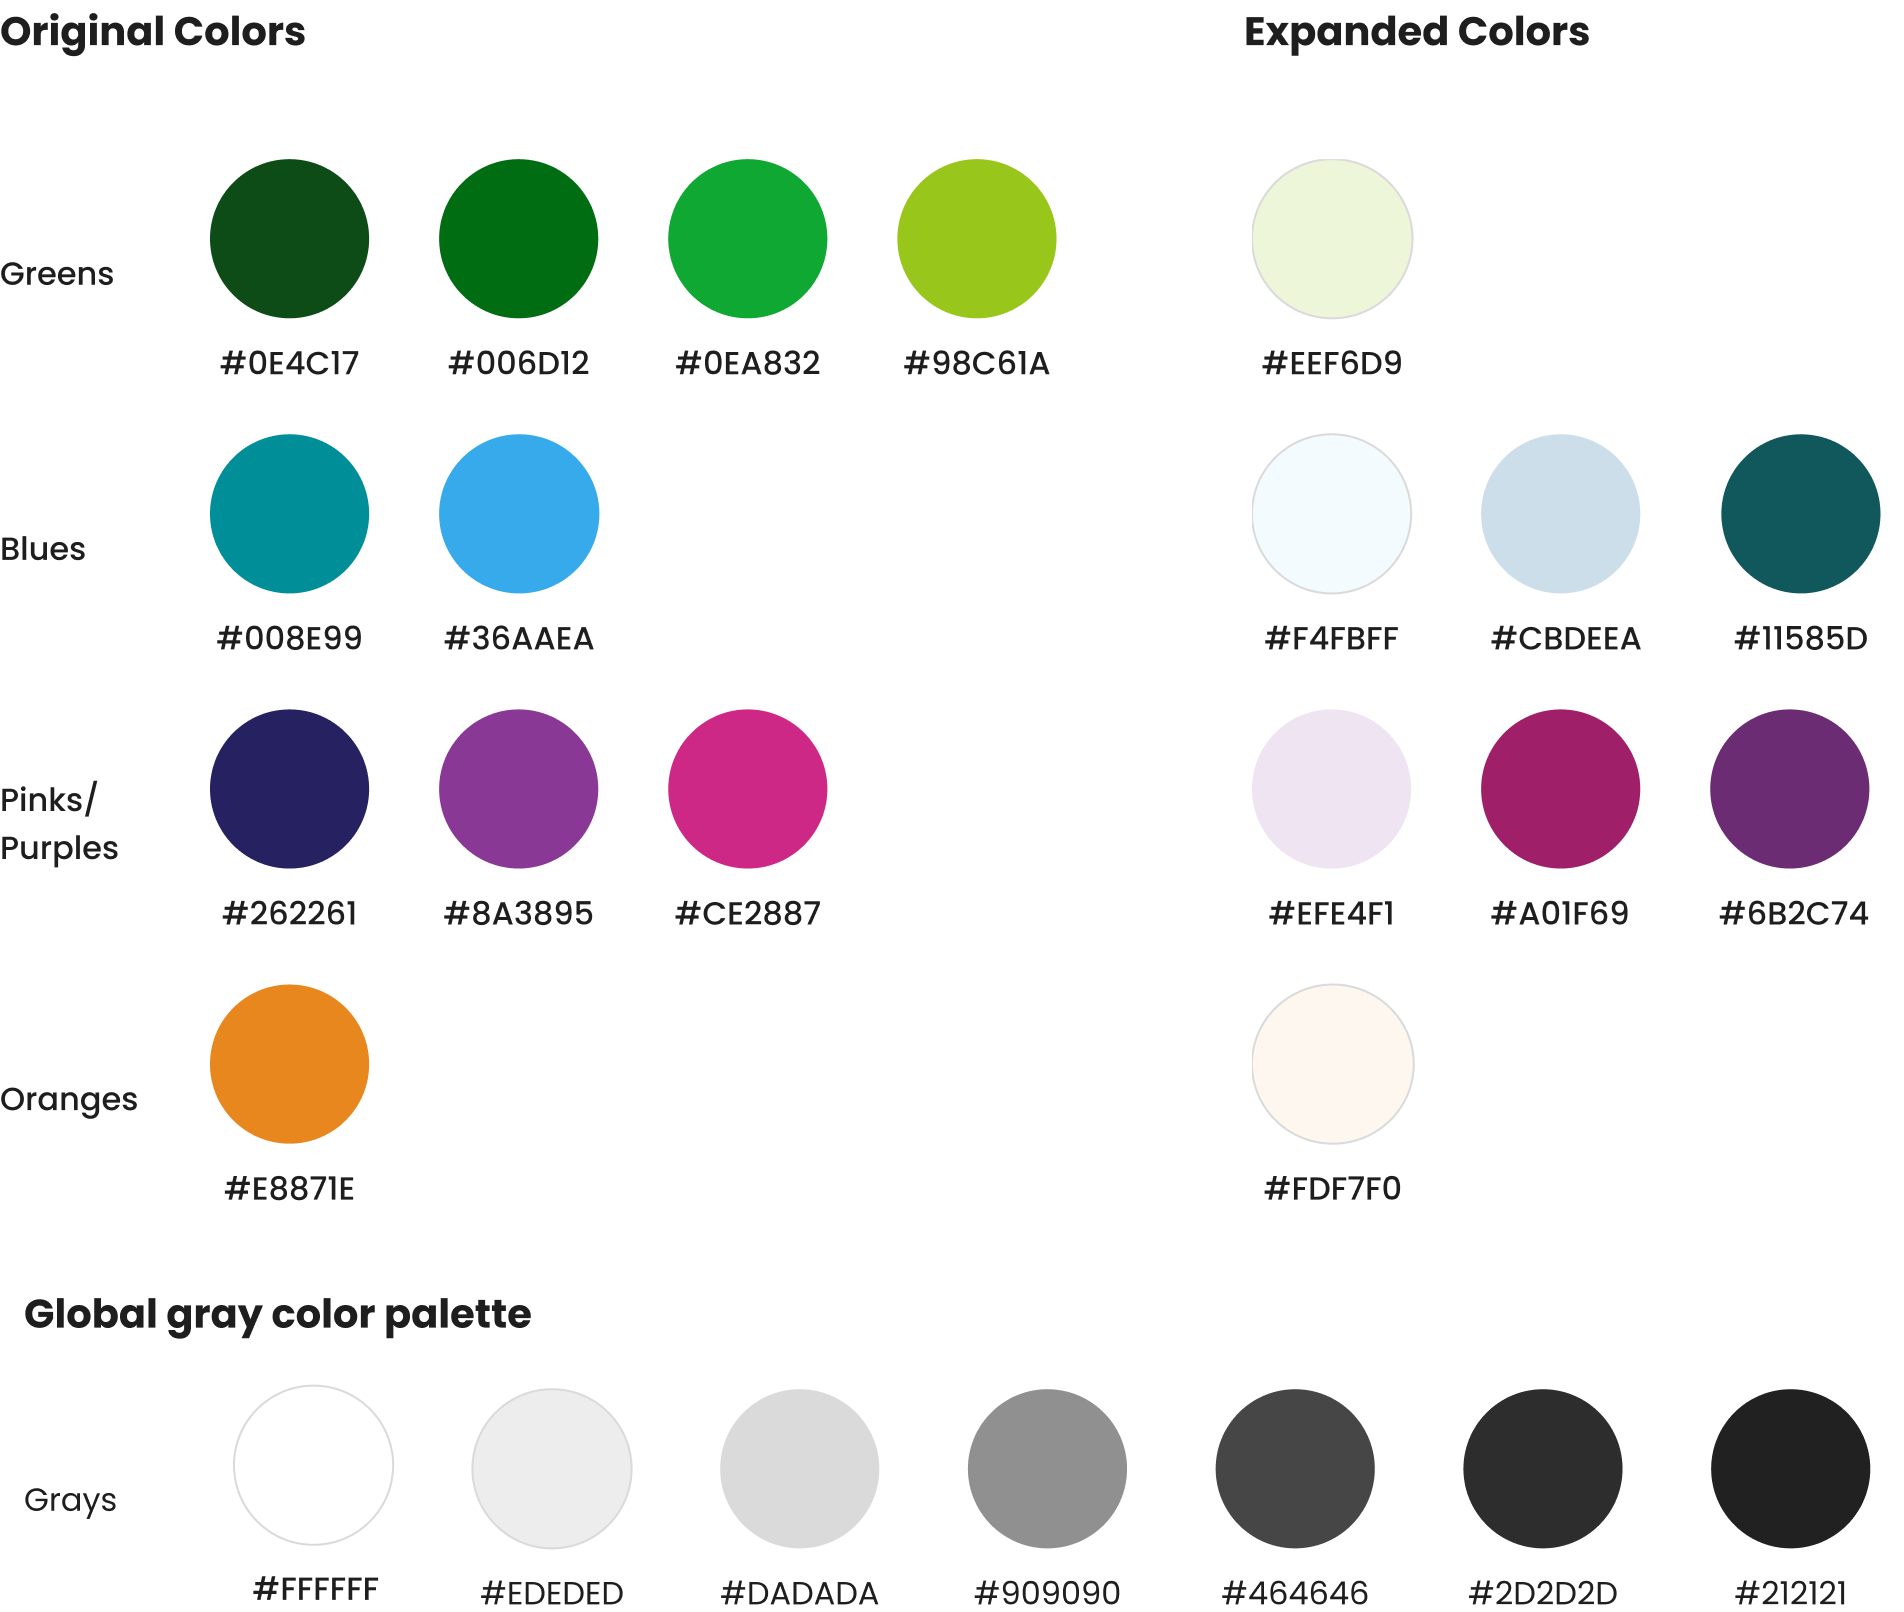 Original Colors
Expanded Colors
Greens
#0E4C17
#006D12
#0EA832
#98C61A
#EEF6D9
Blues
#008E99
#36AAEA
#F4FBFF
#CBDEEA
#11585D
Pinks/
Purples
#262261
#8A3895
#CE2887
#EFE4F1
#A01F69
#6B2C74
Oranges
#E8871E
#FDF7F0
Global gray color palette
Grays
#FFFFFF
#EDEDED
#DADADA
#909090
#464646
#2D2D2D
#212121